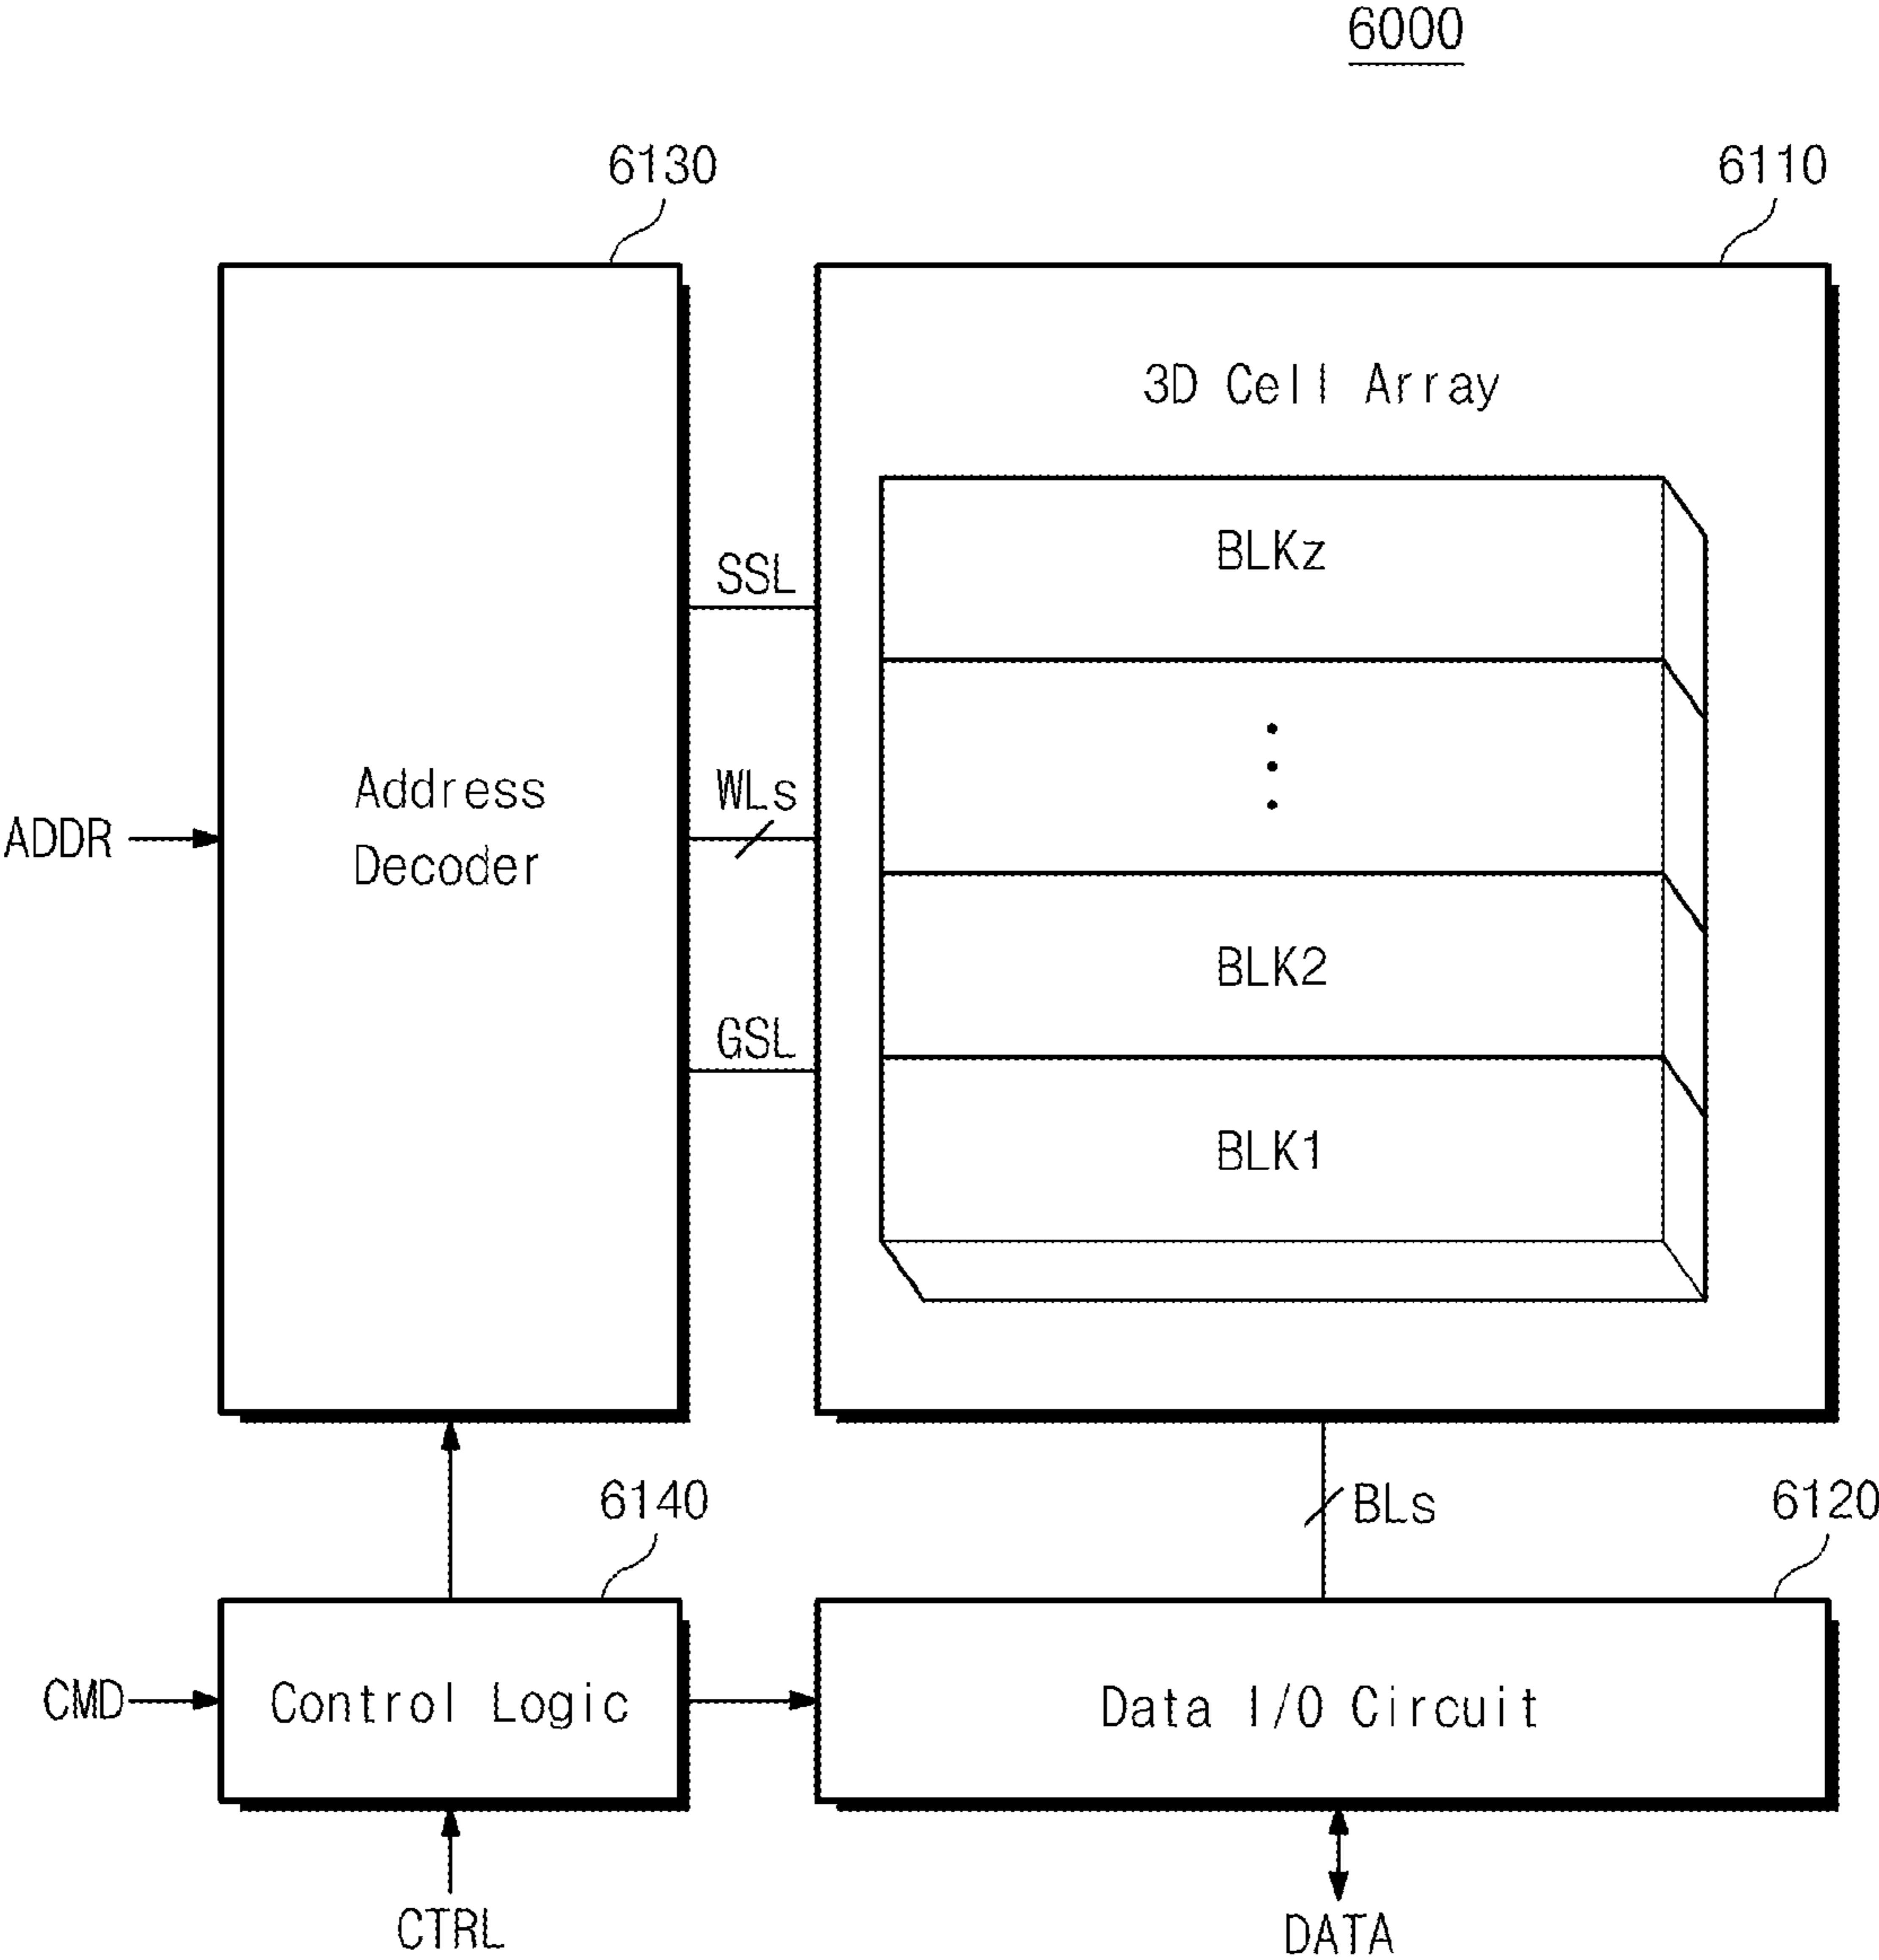 6000
6130
6110
3D Cell Array
BLKz
SSL
WLs
Address
Decoder
ADDR
BLK2
GSL
BLK1
6140
BLs
6120
CMD
Control Logic
Data I/O Circuit
CTRL
DATA